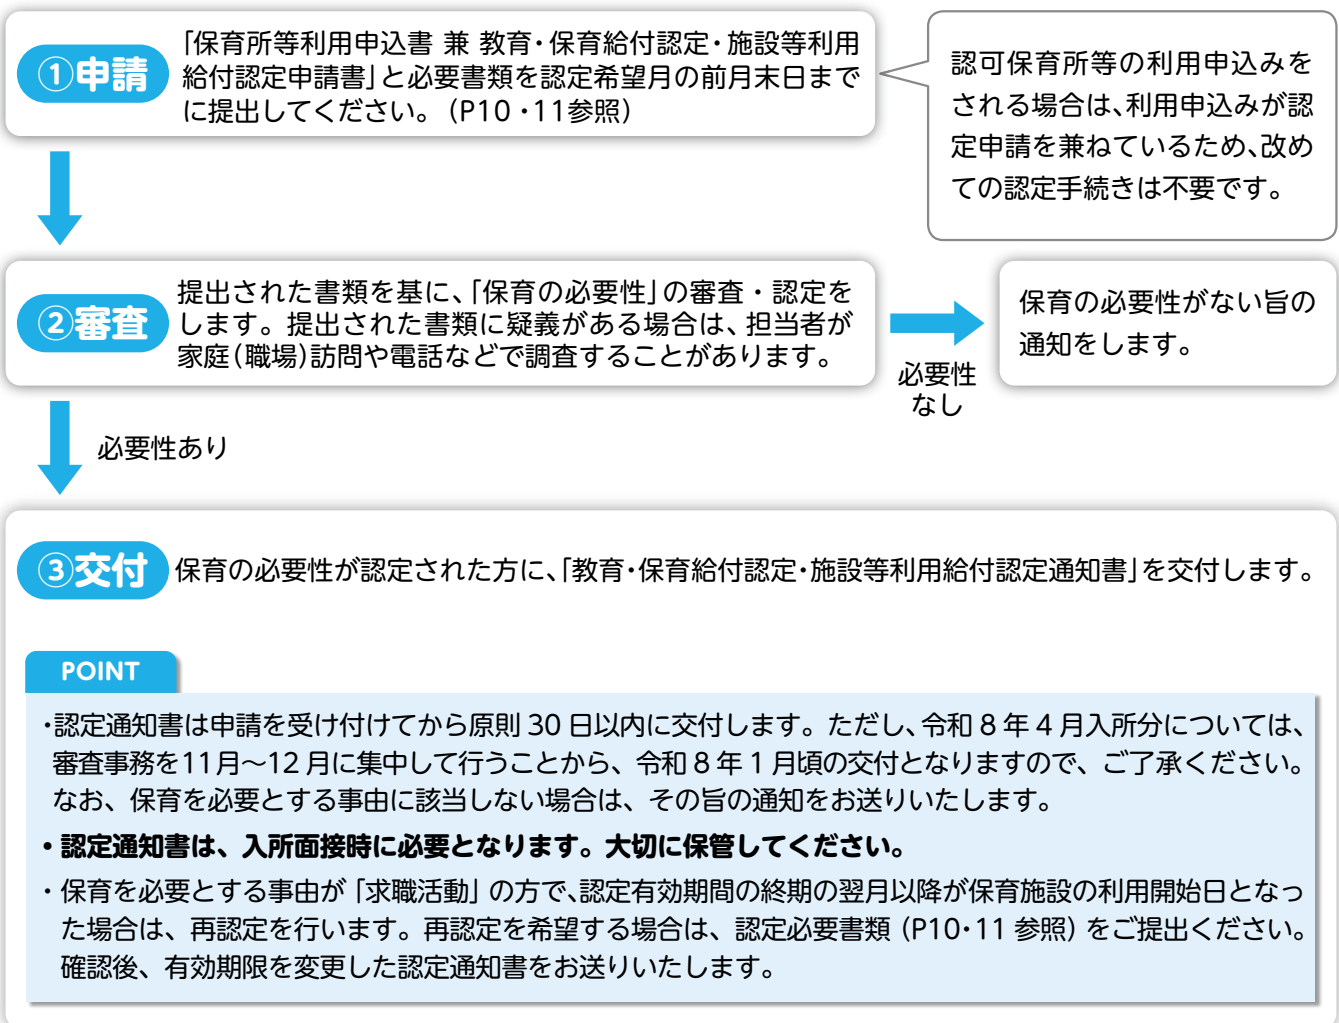 ①申請
「保育所等利用申込書 兼 教育・保育給付認定・施設等利用
給付認定申請書」と必要書類を認定希望月の前月末日まで
に提出してください。（P10・11参照）
認可保育所等の利用申込みを
される場合は、利用申込みが認
定申請を兼ねているため、改め
ての認定手続きは不要です。
②審査
提出された書類を基に、「保育の必要性」の審査・認定を
します。提出された書類に疑義がある場合は、担当者が
家庭（職場）訪問や電話などで調査することがあります。
必要性
なし
保育の必要性がない旨の
通知をします。
必要性あり
③交付
保育の必要性が認定された方に、「教育・保育給付認定・施設等利用給付認定通知書」を交付します。
POINT
・認定通知書は申請を受け付けてから原則 30 日以内に交付します。ただし、令和 8 年 4 月入所分については、
審査事務を11月〜12 月に集中して行うことから、令和 8 年 1 月頃の交付となりますので、ご了承ください。
なお、保育を必要とする事由に該当しない場合は、その旨の通知をお送りいたします。
・認定通知書は、入所面接時に必要となります。大切に保管してください。
・保育を必要とする事由が「求職活動」の方で、認定有効期間の終期の翌月以降が保育施設の利用開始日となっ
た場合は、再認定を行います。再認定を希望する場合は、認定必要書類（P10・11 参照）をご提出ください。
確認後、有効期限を変更した認定通知書をお送りいたします。